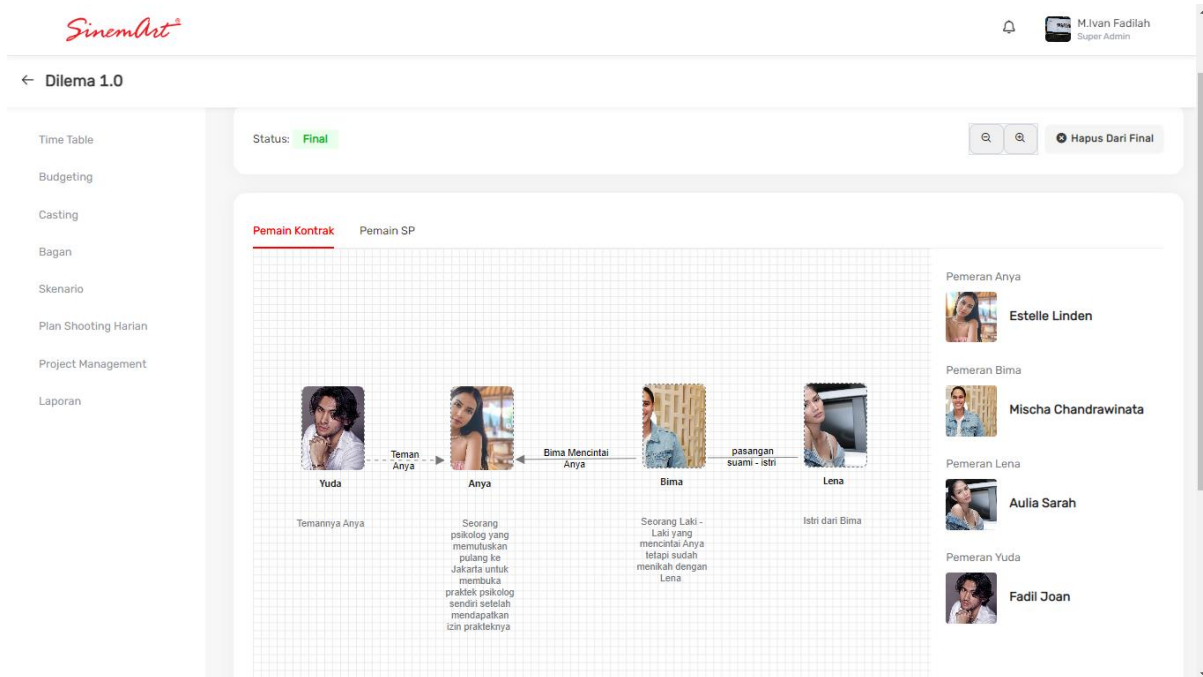 SinemArt
M.Ivan Fadilah
Super Admin
Dilema 1.0
Time Table
Budgeting
Casting
Bagan
Skenario
Plan Shooting Harian
Project Management
Laporan
Status: Final
Hapus Dari Final
Pemain Kontrak
Pemain SP
Teman
Anya
Bima Mencintai
Anya
pasangan
suami - istri
Yuda
Temannya Anya
Anya
Seorang
psikolog yang
memutuskan
pulang ke
Jakarta untuk
membuka
praktek psikolog
sendiri setelah
mendapatkan
izin prakteknya
Bima
Seorang Laki -
Laki yang
mencintai Anya
tetapi sudah
menikah dengan
Lena
Lena
Istri dari Bima
Pemeran Anya
Estelle Linden
Pemeran Bima
Mischa Chandrawinata
Pemeran Lena
Aulia Sarah
Pemeran Yuda
Fadil Joan